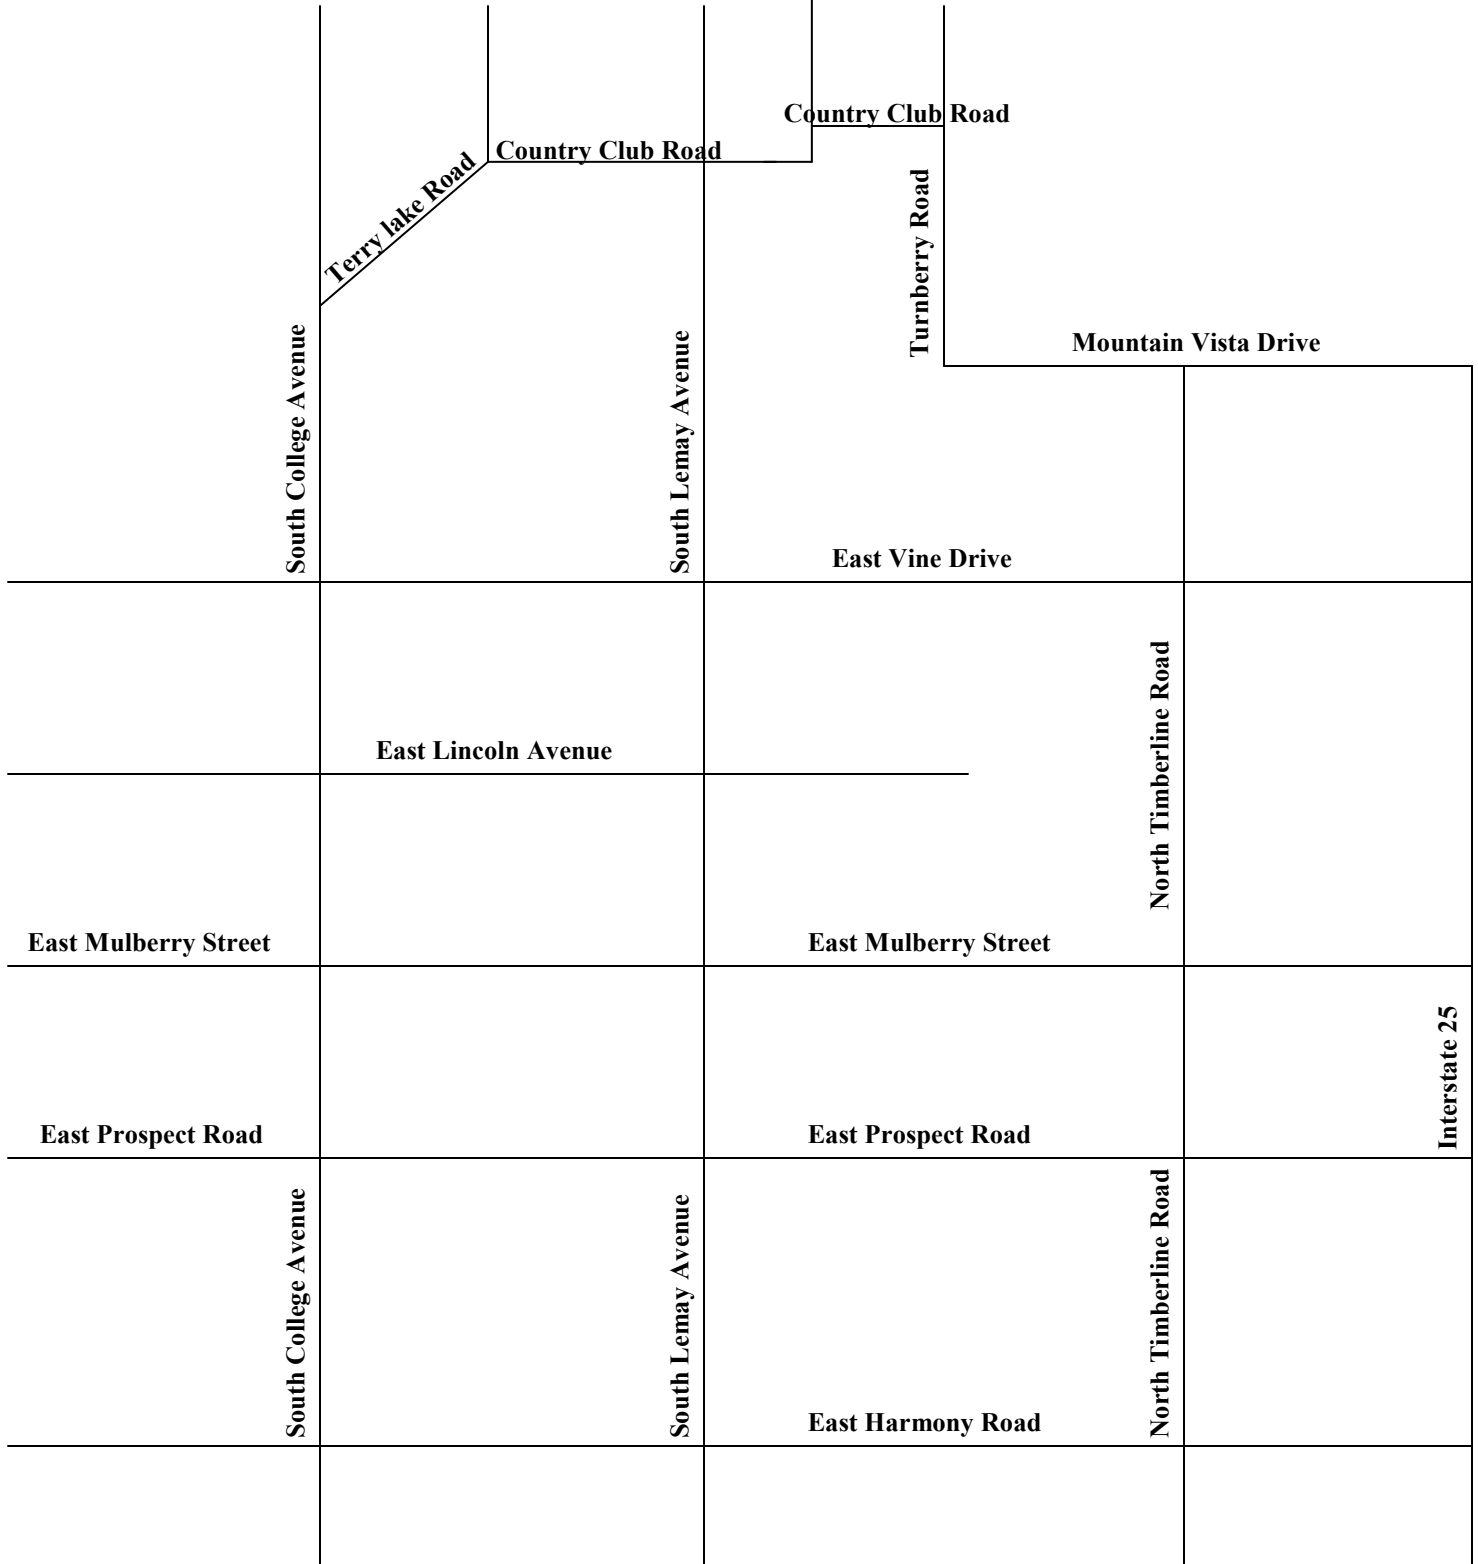 Country Club Road
Country Club Road
Terry lake Road
Turnberry Road
Mountain Vista Drive
South College Avenue
South Lemay Avenue
East Vine Drive
North Timberline Road
East Lincoln Avenue
East Mulberry Street
East Mulberry Street
Interstate 25
East Prospect Road
East Prospect Road
South College Avenue
South Lemay Avenue
North Timberline Road
East Harmony Road